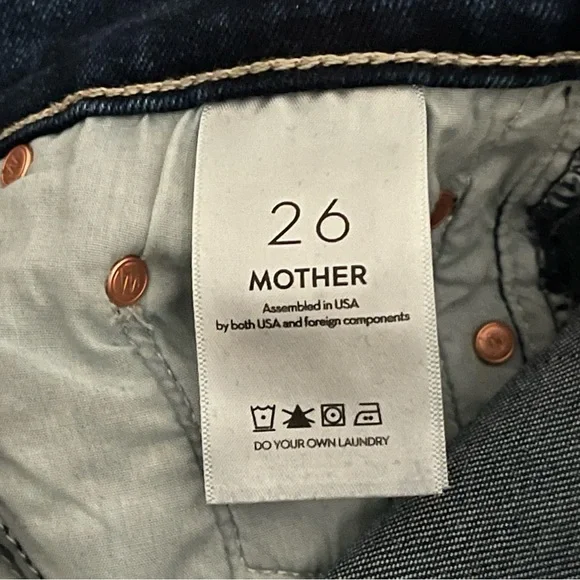 26
MOTHER
Assembled in USA
by both USA and foreign components
DO YOUR OWN LAUNDRY